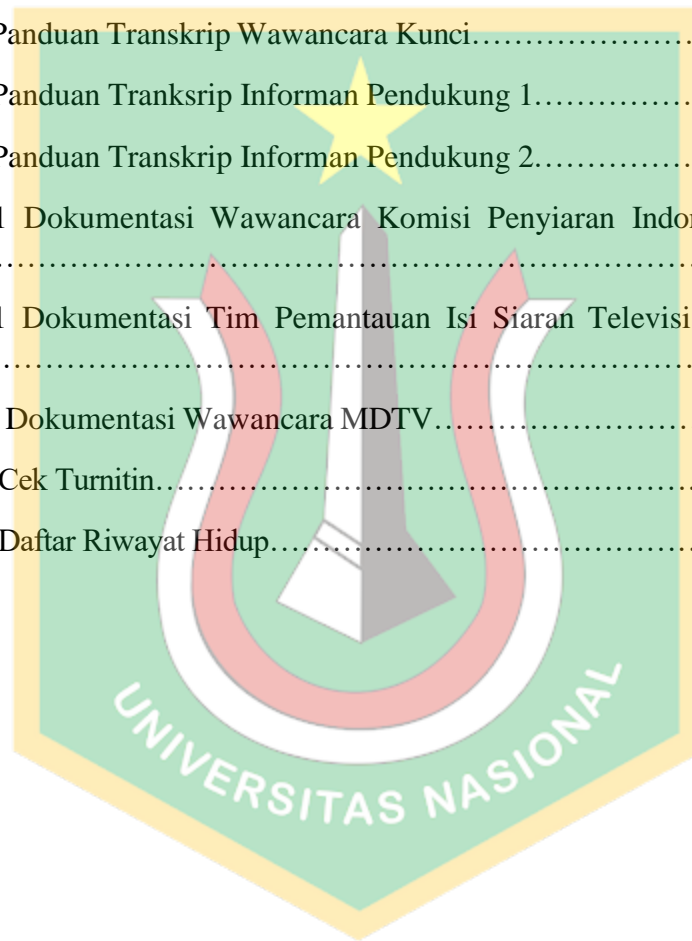 Panduan Transkrip Wawancara Kunci……………………
Panduan Tranksrip Informan Pendukung 1……………
Panduan Transkrip Informan Pendukung 2……………
Dokumentasi Wawancara Komisi Penyiaran
……………………………………………………………………
Dokumentasi Tim Pemantauan Isi Siaran Televisi
……………………………………………………………………
Dokumentasi Wawancara MDTV………………………
Cek Turnitin………………………………………………
Daftar Riwayat Hidup……………………………………
UNIVERSITAS NASIONAL